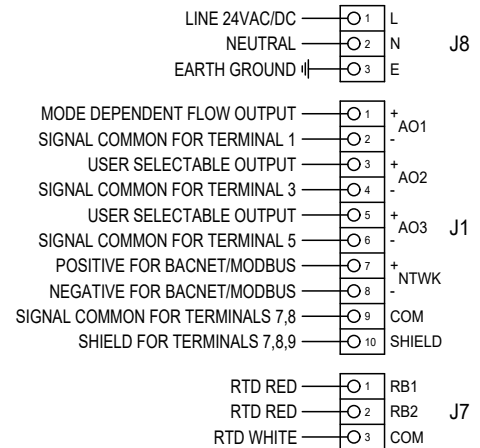 LINE 24VAC/DC 1 L
NEUTRAL 2 N J8
EARTH GROUND 3 E
MODE DEPENDENT FLOW OUTPUT 1 +
AO1
SIGNAL COMMON FOR TERMINAL 1 2 -
USER SELECTABLE OUTPUT 3 +
AO2
SIGNAL COMMON FOR TERMINAL 3 4 -
USER SELECTABLE OUTPUT 5 +
AO3 J1
SIGNAL COMMON FOR TERMINAL 5 6 -
POSITIVE FOR BACNET/MODBUS 7 +
NTWK
NEGATIVE FOR BACNET/MODBUS 8 -
SIGNAL COMMON FOR TERMINALS 7,8 9 COM
SHIELD FOR TERMINALS 7,8,9 10 SHIELD
RTD RED 1 RB1
RTD RED 2 RB2 J7
RTD WHITE 3 COM